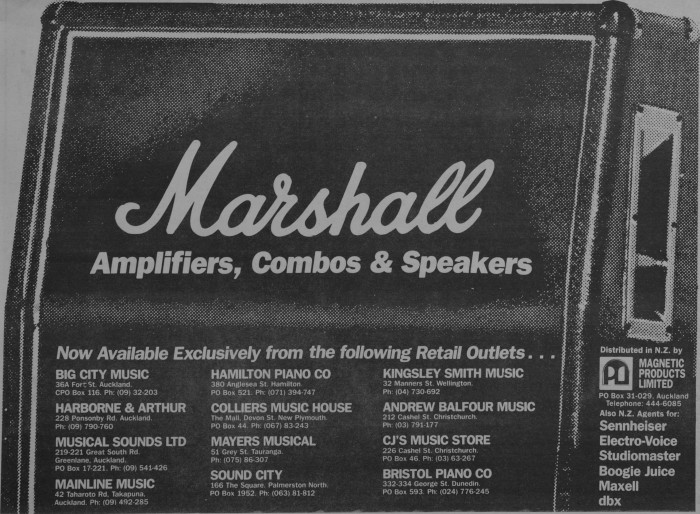 Marshall
Amplifiers, Combos & Speakers
Now Available Exclusively from the following Retail Outlets...
BIG CITY MUSIC
36A Fort St. Auckland.
CPO Box 116. Ph: (09) 32-203
HARBORNE & ARTHUR
228 Ponsonby Rd. Auckland.
Ph: (09) 790-760
MUSICAL SOUNDS LTD
219-221 Great South Rd.
Greenlane, Auckland.
PO Box 17-221. Ph: (09) 541-426
MAINLINE MUSIC
42 Taharoto Rd. Takapuna,
Auckland. Ph: (09) 492-285
HAMILTON PIANO CO
380 Anglesea St. Hamilton.
PO Box 521. Ph: (071) 394-747
COLLIERS MUSIC HOUSE
The Mall. Devon St. New Plymouth.
PO Box 44. Ph: (067) 83-243
MAYERS MUSICAL
51 Grey St. Tauranga.
Ph: (075) 86-307
SOUND CITY
166 The Square. Palmerston North.
PO Box 1952. Ph: (063) 81-812
KINGSLEY SMITH MUSIC
32 Manners St. Wellington.
Ph: (04) 730-692
ANDREW BALFOUR MUSIC
212 Cashel St. Christchurch.
Ph: (03) 791-177
CJ'S MUSIC STORE
226 Cashel St. Christchurch.
PO Box 46. Ph: (03) 63-267
BRISTOL PIANO CO
332-334 George St. Dunedin.
PO Box 593. Ph: (024) 776-245
Distributed in N.Z. by
MAGNETIC
PRODUCTS
LIMITED
PO Box 31-029, Auckland
Telephone: 444-6085
Also N.Z. Agents for:
Sennheiser
Electro-Voice
Studiomaster
Boogie Juice
Maxell
dbx